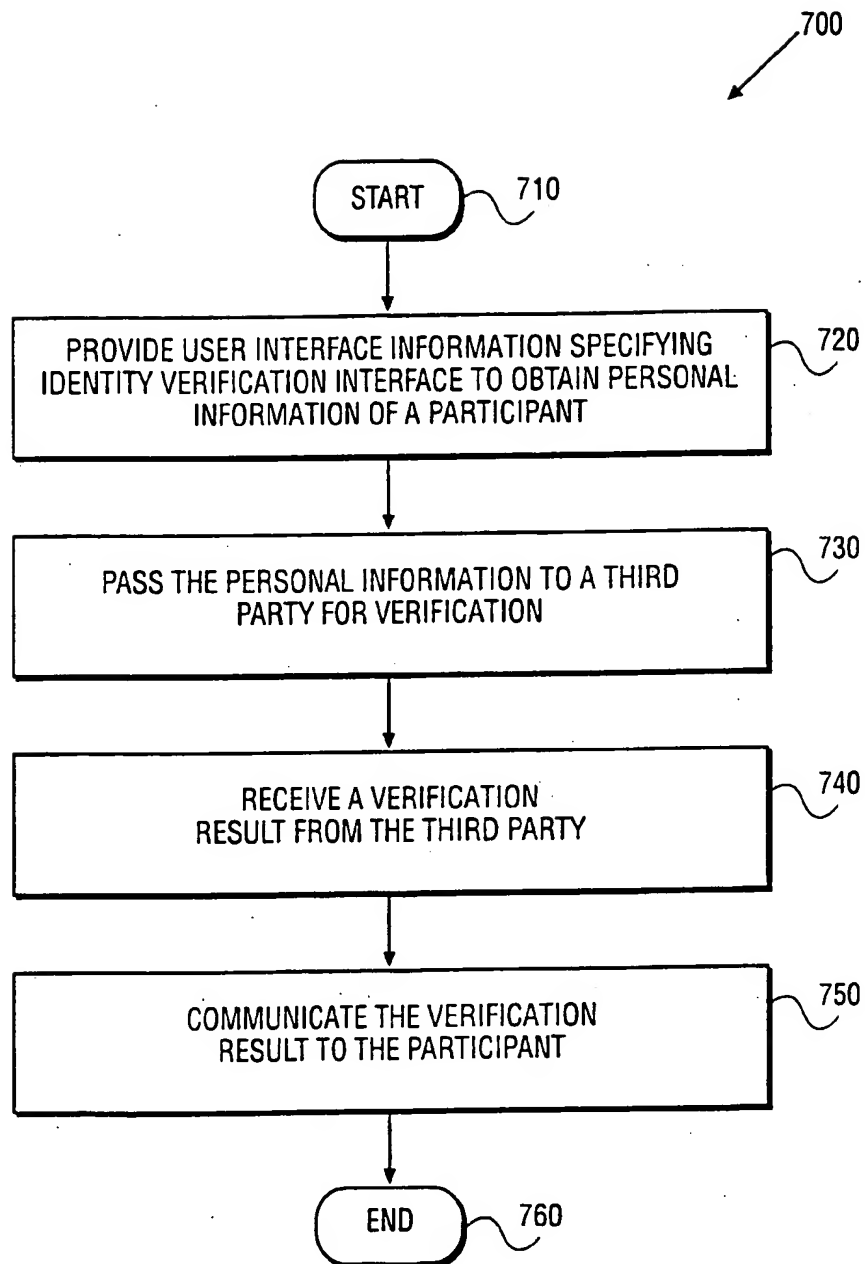 700
START
710
PROVIDE USER INTERFACE INFORMATION SPECIFYING
IDENTITY VERIFICATION INTERFACE TO OBTAIN PERSONAL
INFORMATION OF A PARTICIPANT
720
PASS THE PERSONAL INFORMATION TO A THIRD
PARTY FOR VERIFICATION
730
RECEIVE A VERIFICATION
RESULT FROM THE THIRD PARTY
740
COMMUNICATE THE VERIFICATION
RESULT TO THE PARTICIPANT
750
END
760